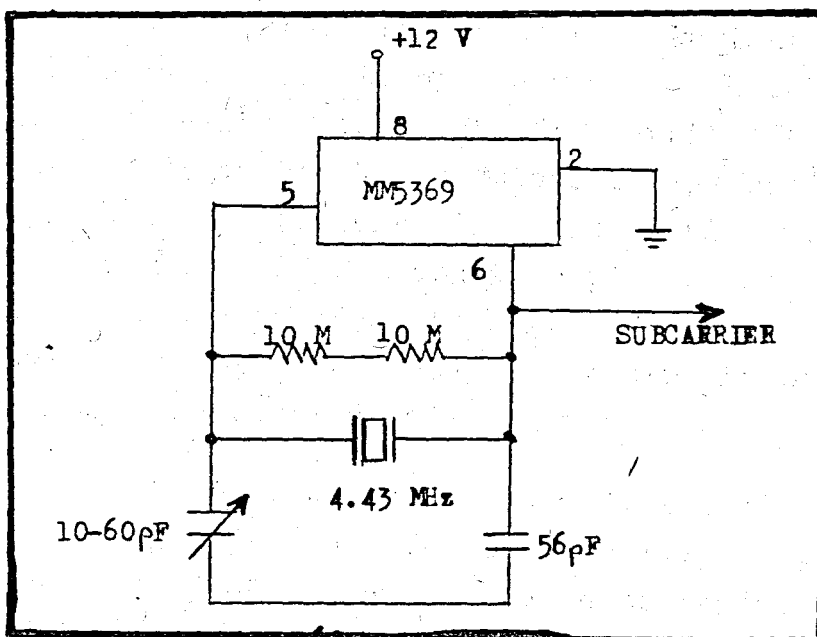 +12 V
8
2
5
MM5369
6
10 M 10 M
SUBCARRIER
4.43 MHz
10-60pF
56pF